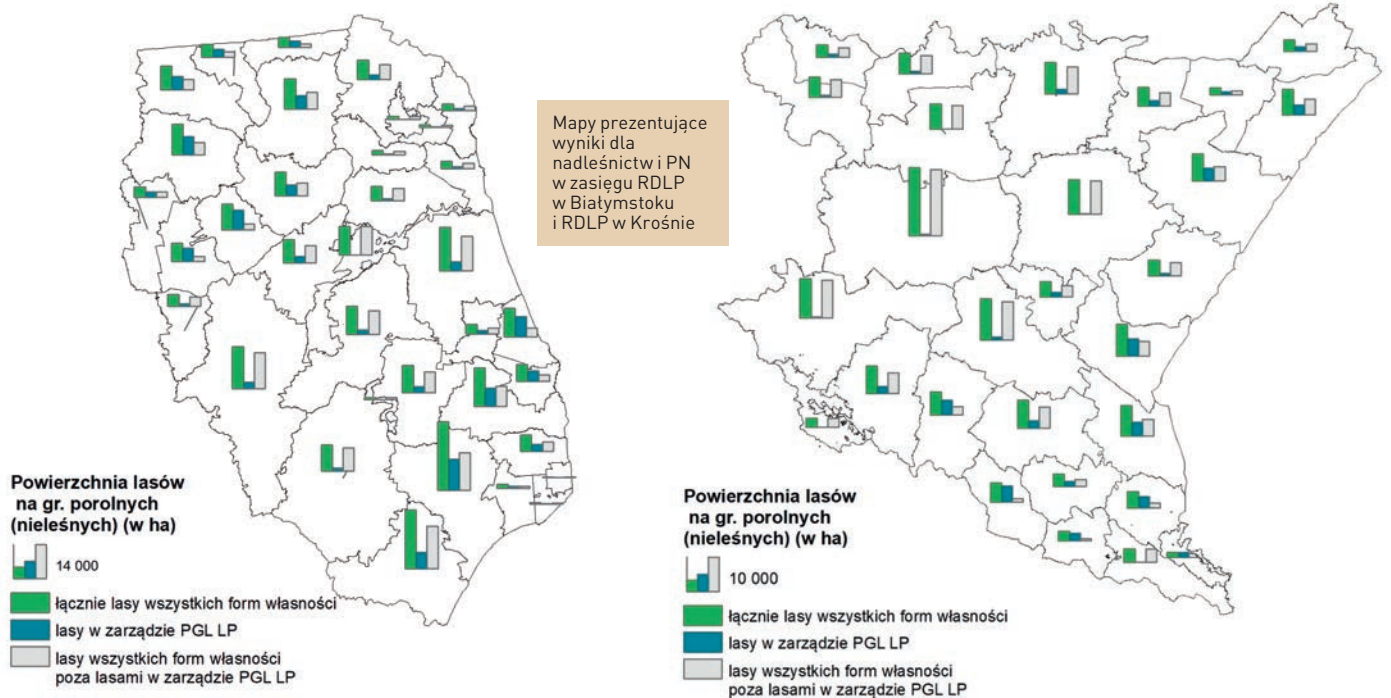 Mapy prezentujące
wyniki dla
nadleśnictw i PN
w zasięgu RDLP
w Białymstoku
i RDLP w Krośnie
Powierzchnia lasów
na gr. porolnych
(nieleśnych) (w ha)
14 000
łącznie lasy wszystkich form własności
lasy w zarządzie PGL LP
lasy wszystkich form własności
poza lasami w zarządzie PGL LP
Powierzchnia lasów
na gr. porolnych
(nieleśnych) (w ha)
10 000
łącznie lasy wszystkich form własności
lasy w zarządzie PGL LP
lasy wszystkich form własności
poza lasami w zarządzie PGL LP